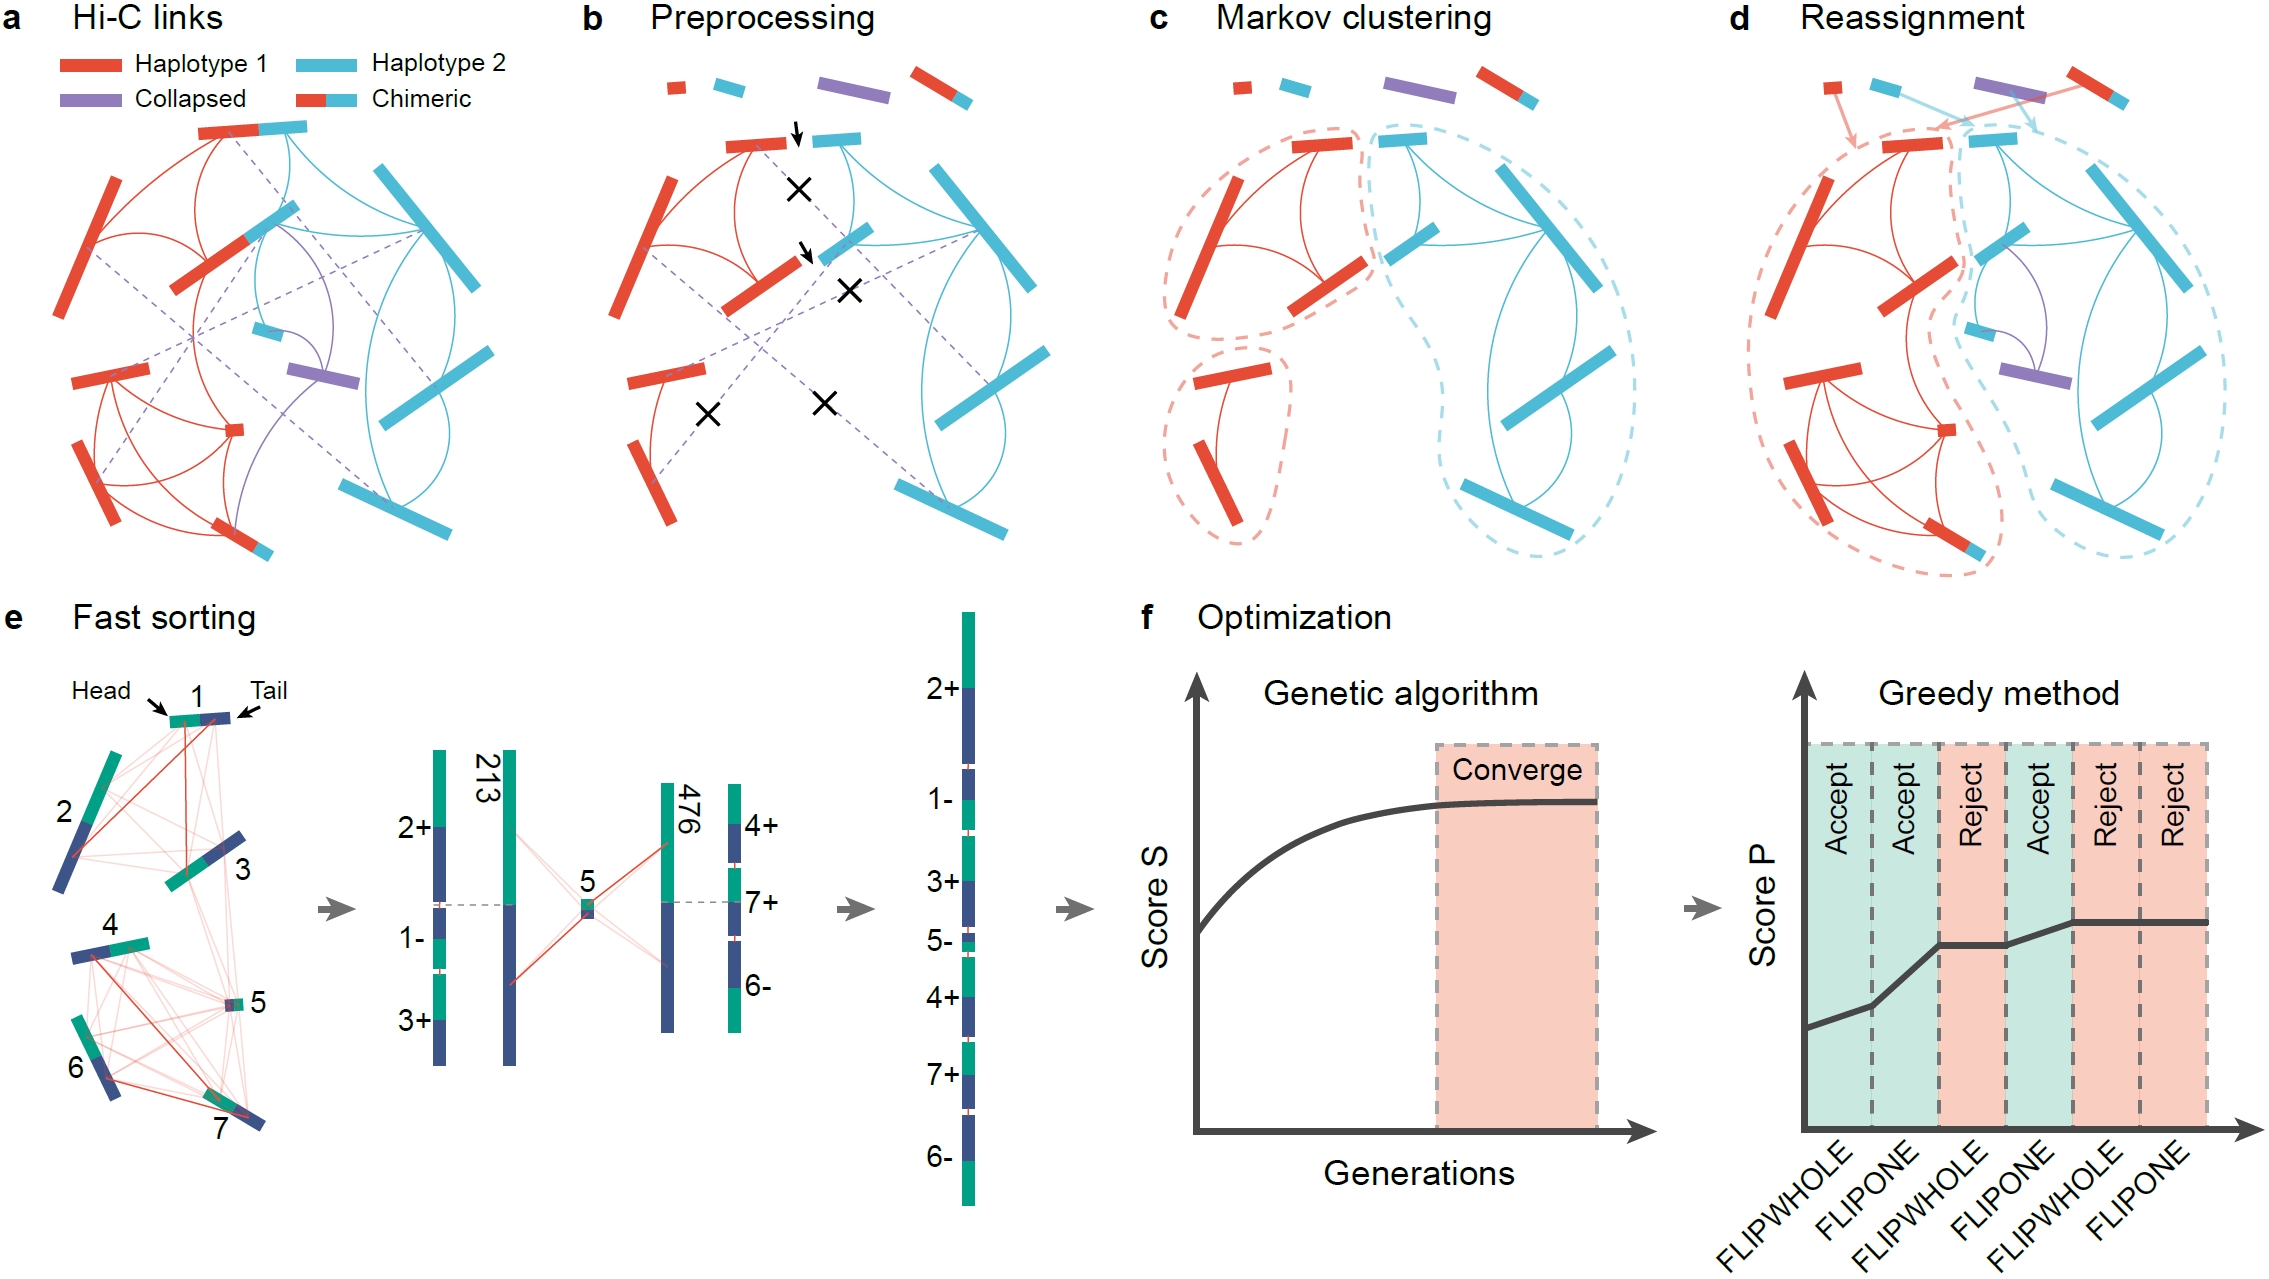 a Hi-C links
Haplotype 1
Haplotype 2
Collapsed
Chimeric
b Preprocessing
c Markov clustering
d Reassignment
e Fast sorting
Head
Tail
1
2
3
4
5
6
7
2+
1-
3+
213
5
476
4+
7+
6-
2+
1-
3+
5-
4+
7+
6-
f Optimization
Genetic algorithm
Converge
Score S
Generations
Greedy method
Accept
Accept
Reject
Accept
Reject
Reject
Score P
FLIPWHOLE
FLIPONE
FLIPWHOLE
FLIPONE
FLIPWHOLE
FLIPONE